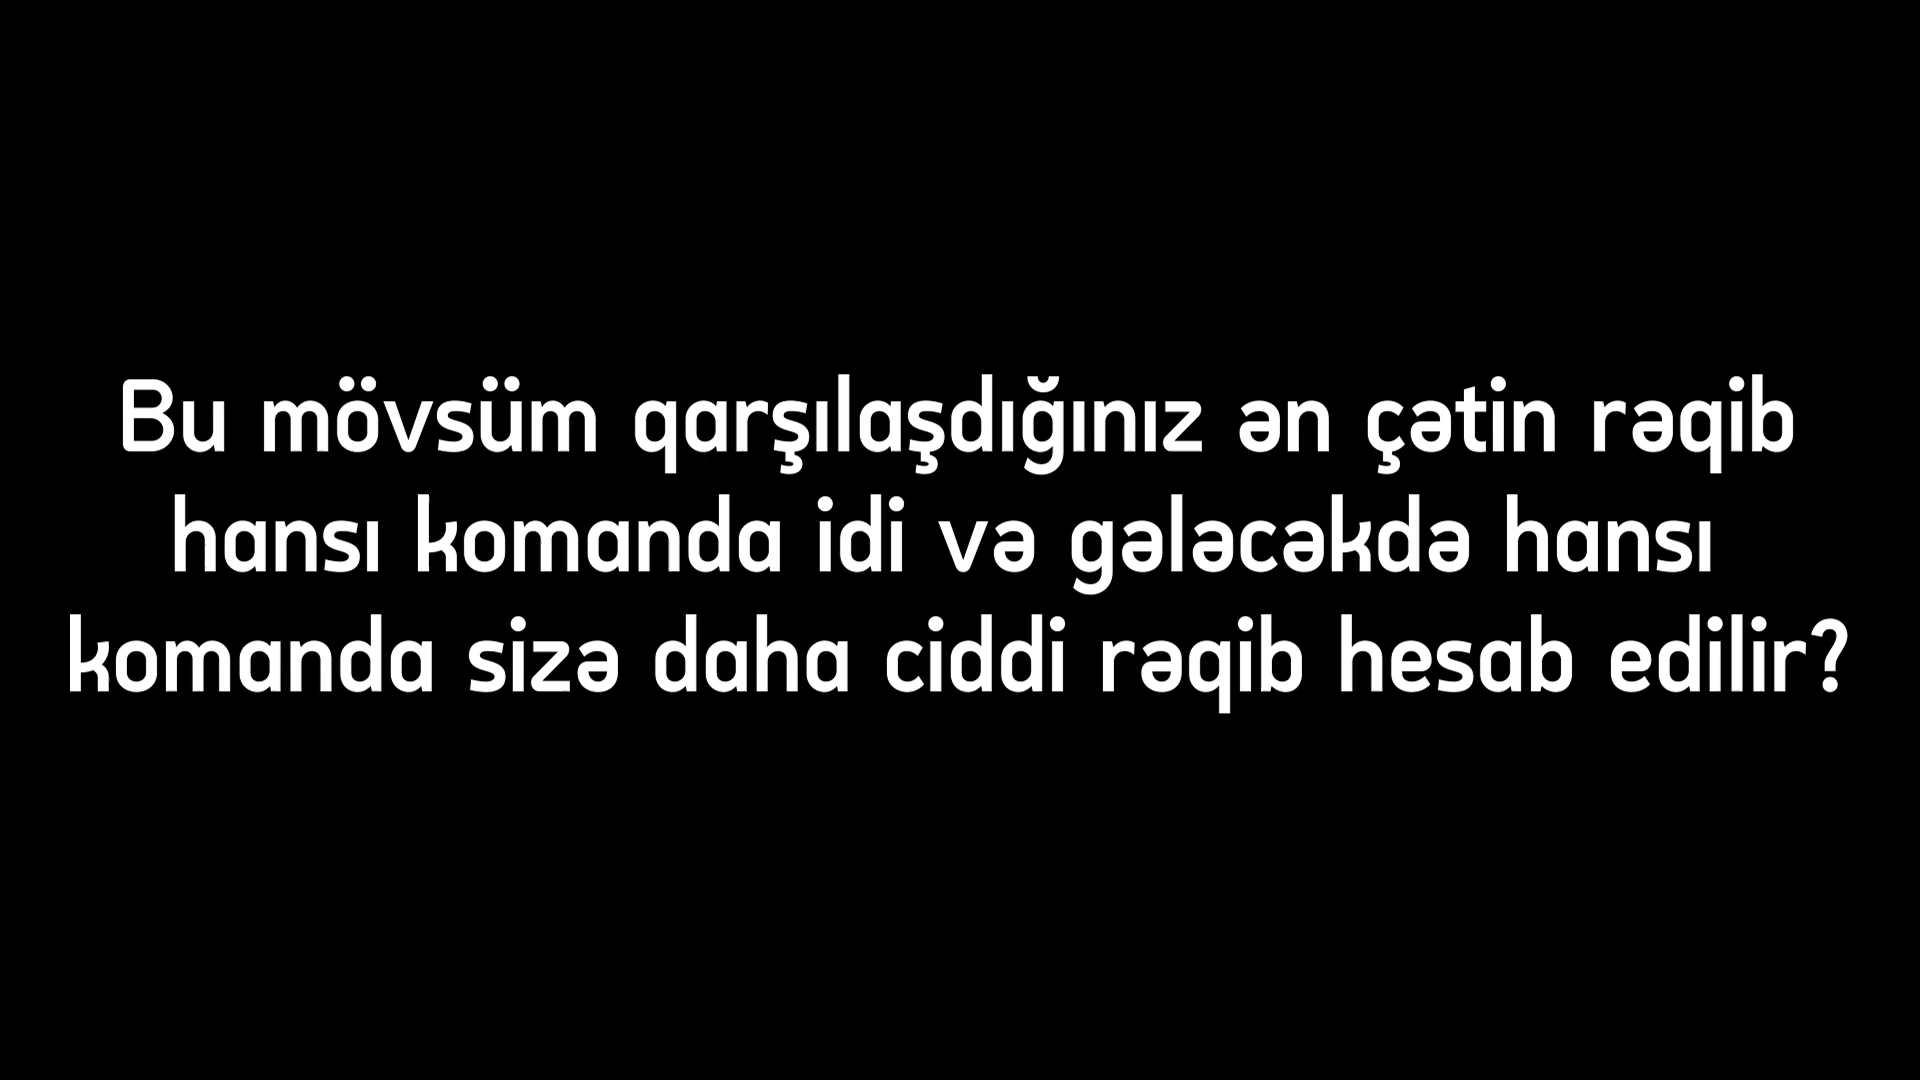 Bu mövsüm qarşılaşdığınız ən çətin rəqib
hansı komanda idi və gələcəkdə hansı
komanda sizə daha ciddi rəqib hesab edilir?